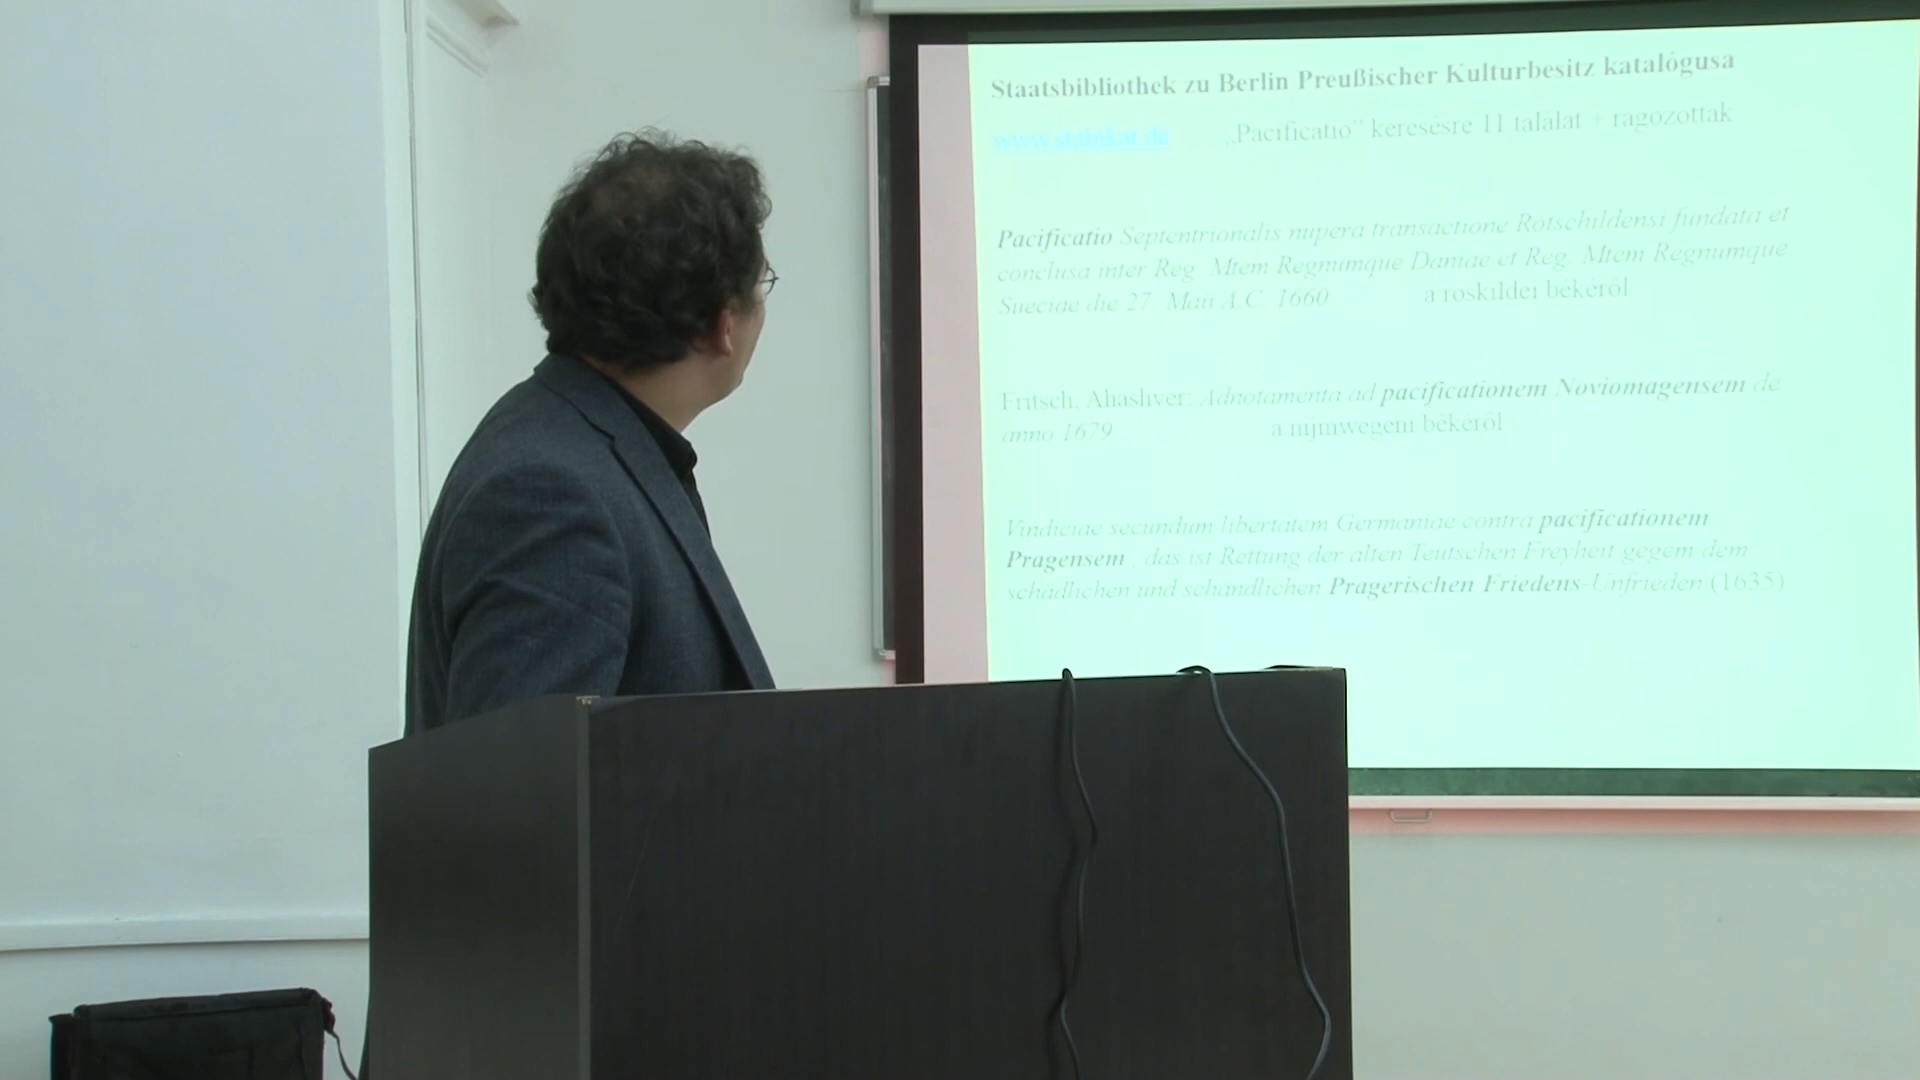 Staatsbibliothek zu Berlin Preußischer Kulturbesitz katalógusa
www.stabikat.de „Pacificatio” keresésre 11 találat + ragozottak
Pacificatio Septentrionalis nupera transactione Rotschildensi fundata et
conclusa inter Reg. Mtem Regnumque Daniae et Reg. Mtem Regnumque
Sueciae die 27. Maii A.C. 1660 a roskildei békéről
Fritsch, Ahashver: Adnotamenta ad pacificationem Noviomagensem de
anno 1679 a nijmwegeni békéről
Vindiciae secundum libertatem Germaniae contra pacificationem
Pragensem , das ist Rettung der alten Teutschen Freyheit gegem dem
schädlichen und schändlichen Pragerischen Friedens-Unfrieden (1635)